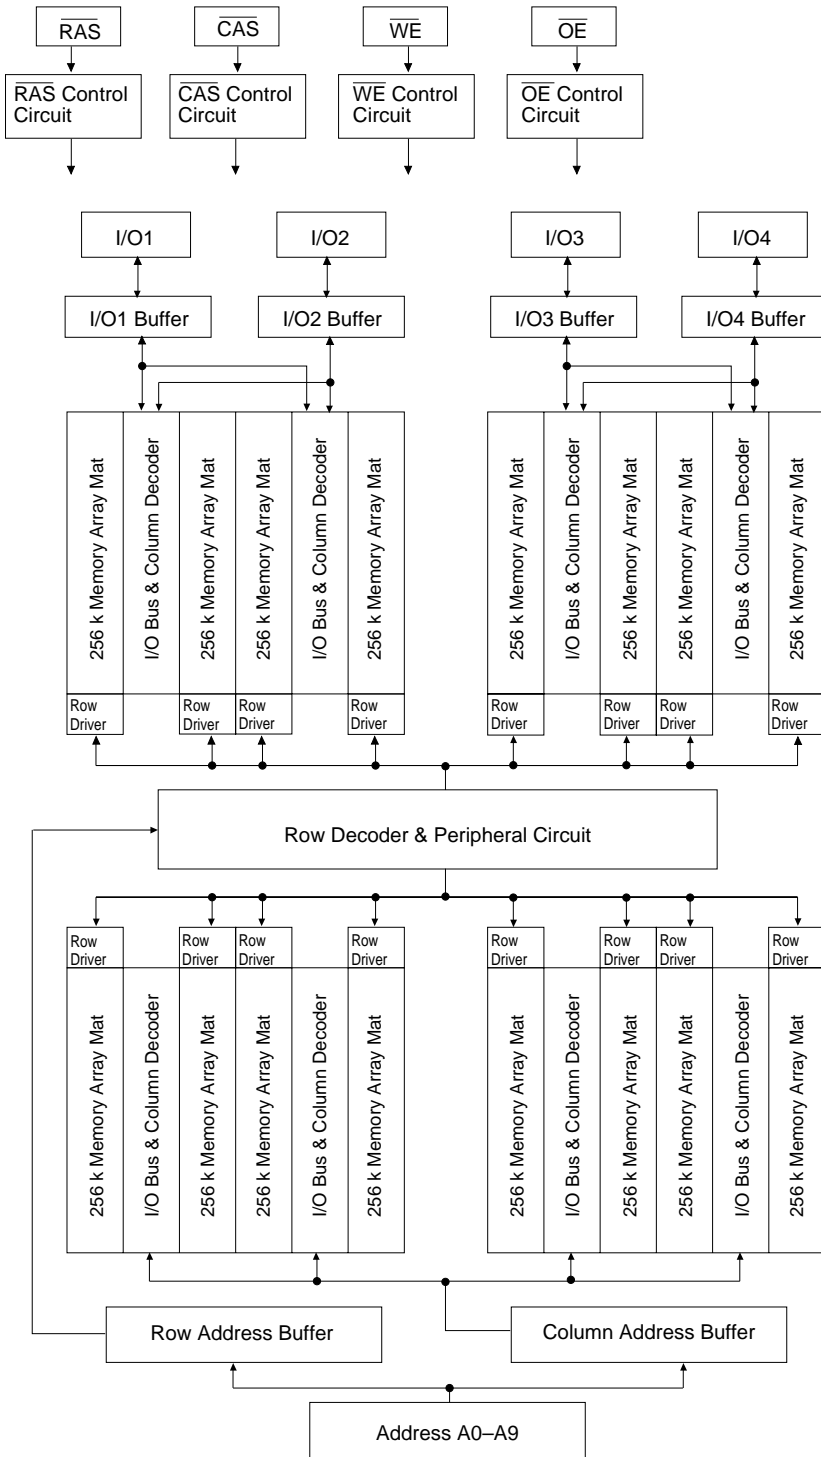 R̅A̅S̅
C̅A̅S̅
W̅E̅
O̅E̅
R̅A̅S̅ Control
Circuit
C̅A̅S̅ Control
Circuit
W̅E̅ Control
Circuit
O̅E̅ Control
Circuit
I/O1
I/O2
I/O3
I/O4
I/O1 Buffer
I/O2 Buffer
I/O3 Buffer
I/O4 Buffer
256 k Memory Array Mat
I/O Bus & Column Decoder
256 k Memory Array Mat
256 k Memory Array Mat
I/O Bus & Column Decoder
256 k Memory Array Mat
256 k Memory Array Mat
I/O Bus & Column Decoder
256 k Memory Array Mat
256 k Memory Array Mat
I/O Bus & Column Decoder
256 k Memory Array Mat
Row
Driver
Row
Driver
Row
Driver
Row
Driver
Row
Driver
Row
Driver
Row
Driver
Row
Driver
Row Decoder & Peripheral Circuit
Row
Driver
Row
Driver
Row
Driver
Row
Driver
Row
Driver
Row
Driver
Row
Driver
Row
Driver
256 k Memory Array Mat
I/O Bus & Column Decoder
256 k Memory Array Mat
256 k Memory Array Mat
I/O Bus & Column Decoder
256 k Memory Array Mat
256 k Memory Array Mat
I/O Bus & Column Decoder
256 k Memory Array Mat
256 k Memory Array Mat
I/O Bus & Column Decoder
256 k Memory Array Mat
Row Address Buffer
Column Address Buffer
Address A0–A9